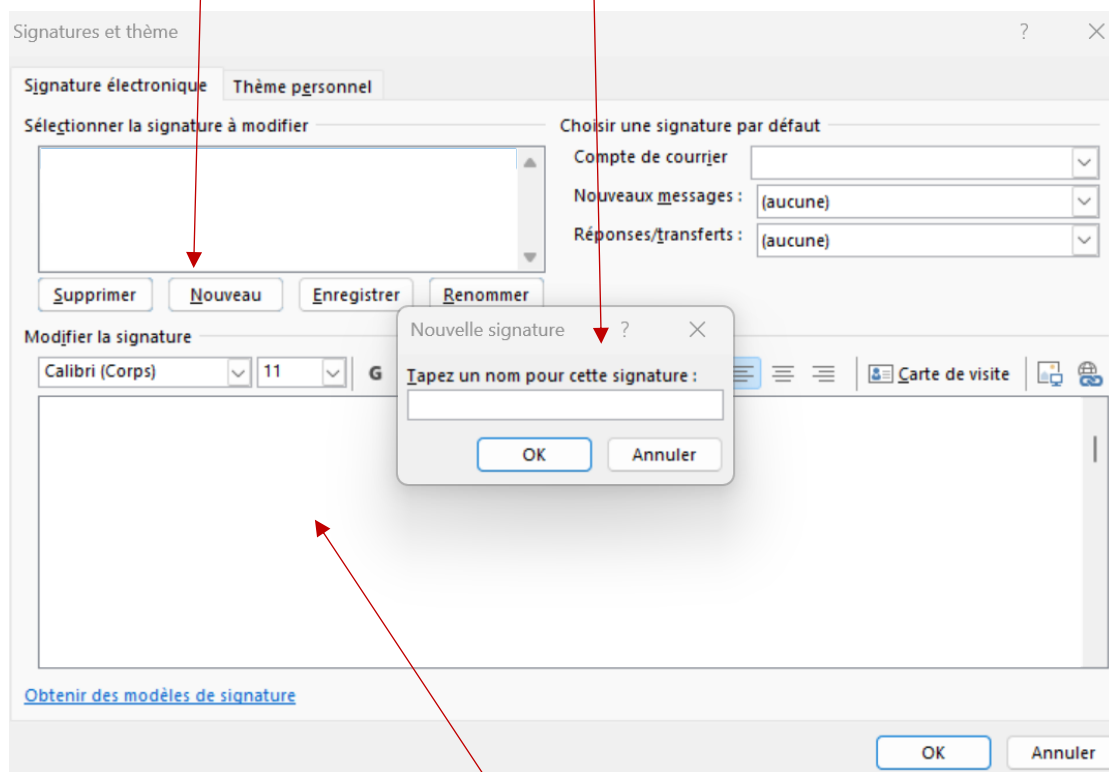 Signatures et thème ?
Signature électronique Thème personnel
Sélectionner la signature à modifier Choisir une signature par défaut
Compte de courrier
Nouveaux messages : (aucune)
Réponses/transferts : (aucune)
Supprimer Nouveau Enregistrer Renommer
Nouvelle signature ?
Modifier la signature
Calibri (Corps) 11 G Tapez un nom pour cette signature : Carte de visite
OK Annuler
Obtenir des modèles de signature
OK Annuler